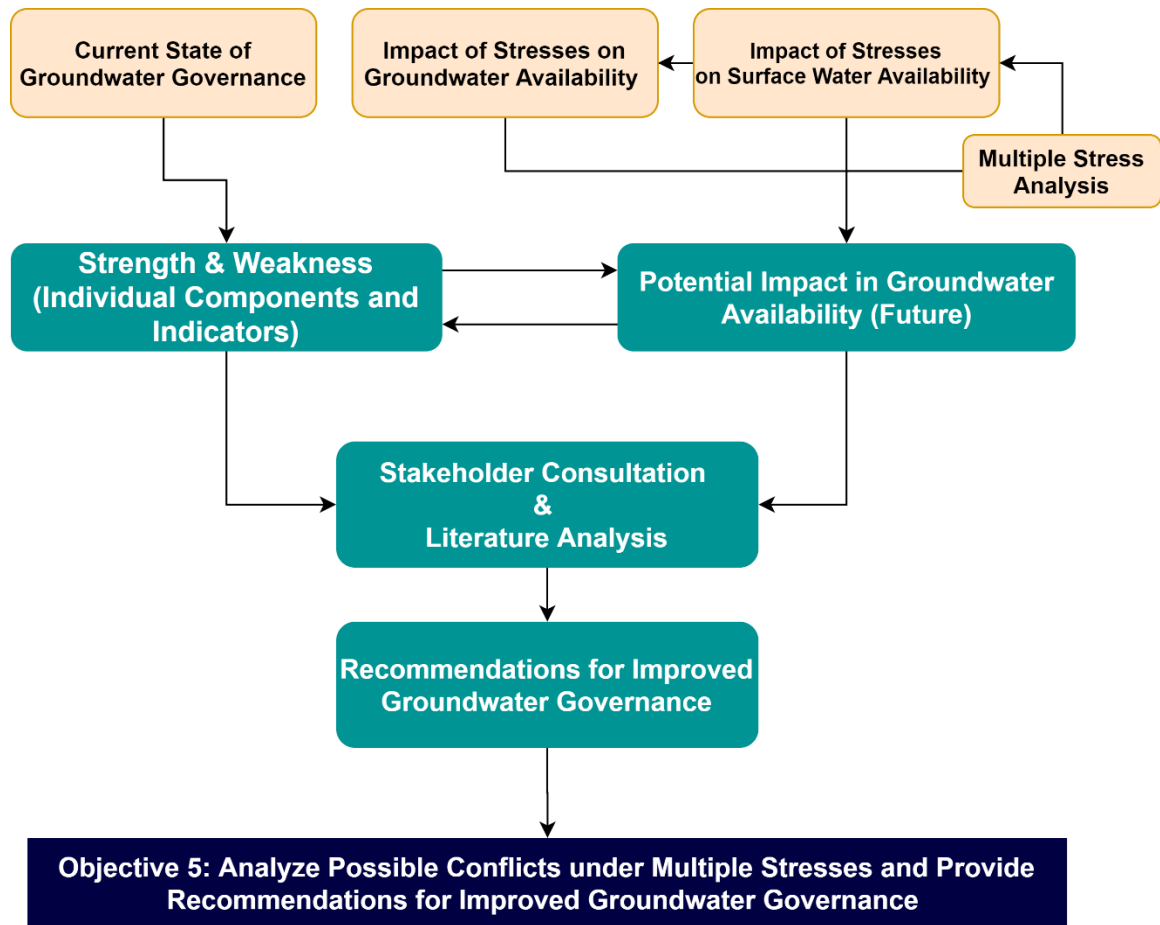 Current State of
Groundwater Governance
Impact of Stresses on
Groundwater Availability
Impact of Stresses
on Surface Water Availability
Multiple Stress
Analysis
Strength & Weakness
(Individual Components and
Indicators)
Potential Impact in Groundwater
Availability (Future)
Stakeholder Consultation
&
Literature Analysis
Recommendations for Improved
Groundwater Governance
Objective 5: Analyze Possible Conflicts under Multiple Stresses and Provide
Recommendations for Improved Groundwater Governance